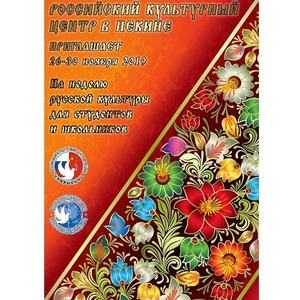 РОССИЙСКИЙ КУЛЬТУРНЫЙ
ЦЕНТР В ПЕКИНЕ
ПРИГЛАШАЕТ
26-30 ноября 2019
На неделю
русской культуры
для студентов
и школьников